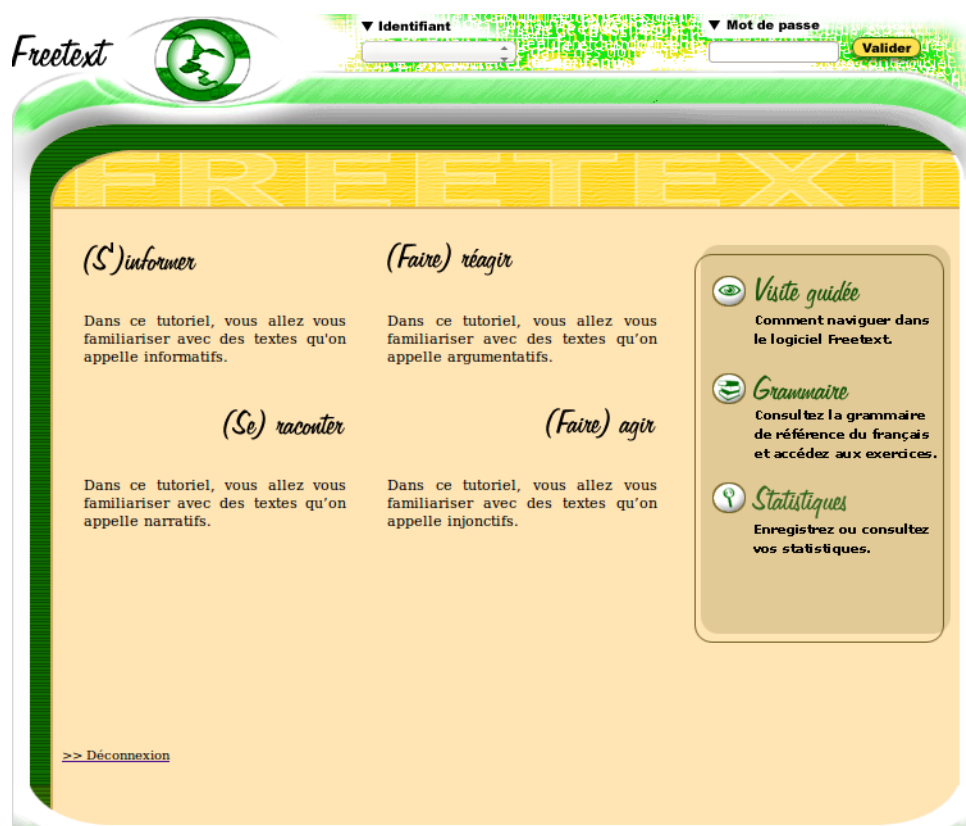 Freetext
▼ Identifiant
▼ Mot de passe
Valider
FREETEXT
(S')informer
Dans ce tutoriel, vous allez vous
familiariser avec des textes qu'on
appelle informatifs.
(Faire) réagir
Dans ce tutoriel, vous allez vous
familiariser avec des textes qu’on
appelle argumentatifs.
(Se) raconter
Dans ce tutoriel, vous allez vous
familiariser avec des textes qu’on
appelle narratifs.
(Faire) agir
Dans ce tutoriel, vous allez vous
familiariser avec des textes qu’on
appelle injonctifs.
Visite guidée
Comment naviguer dans
le logiciel Freetext.
Grammaire
Consultez la grammaire
de référence du français
et accédez aux exercices.
Statistiques
Enregistrez ou consultez
vos statistiques.
>> Déconnexion